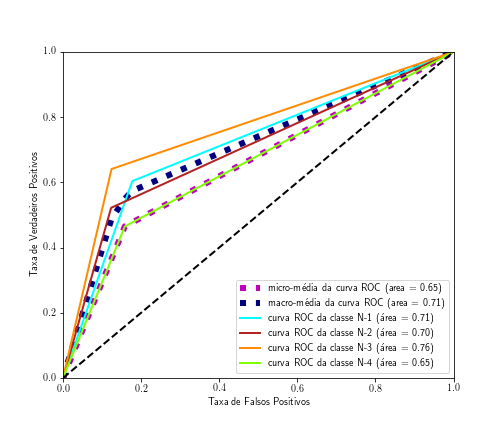 1.0
0.8
0.6
0.4
0.2
0.0
Taxa de Verdadeiros Positivos
0.0 0.2 0.4 0.6 0.8 1.0
Taxa de Falsos Positivos
micro-média da curva ROC (area = 0.65)
macro-média da curva ROC (area = 0.71)
curva ROC da classe N-1 (área = 0.71)
curva ROC da classe N-2 (área = 0.70)
curva ROC da classe N-3 (área = 0.76)
curva ROC da classe N-4 (área = 0.65)